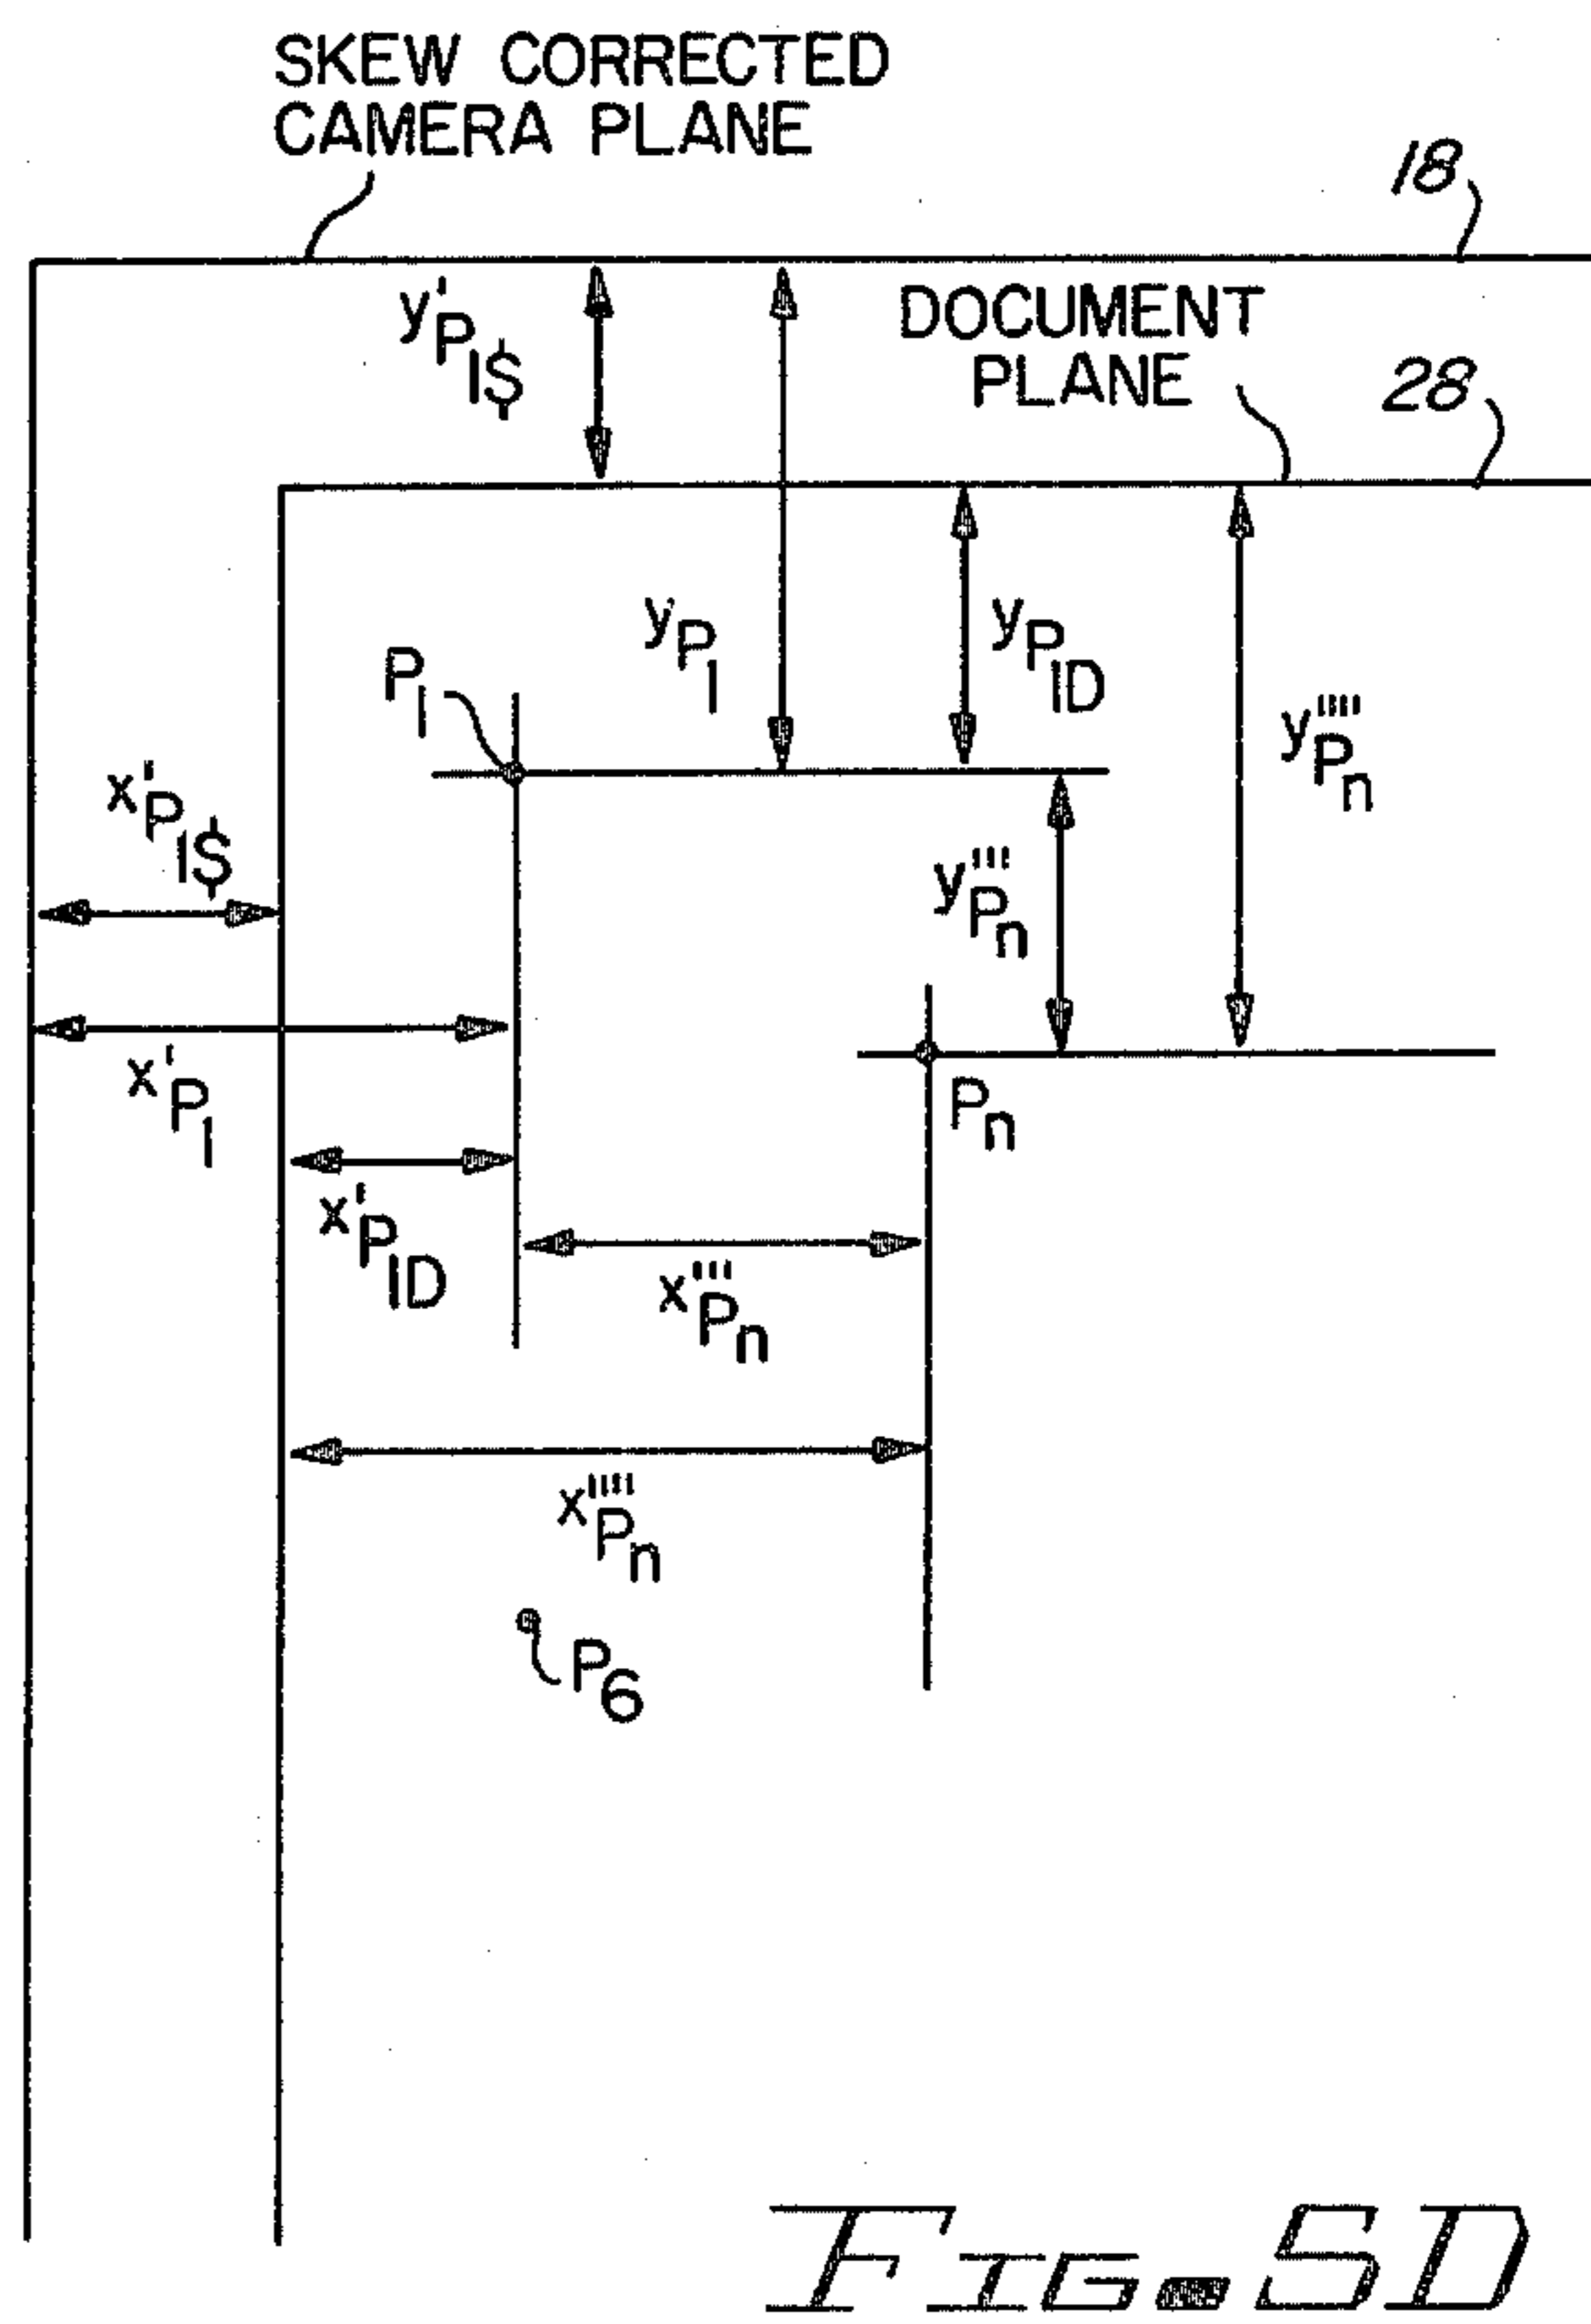 SKEW CORRECTED
CAMERA PLANE
18
y'P1$
DOCUMENT
PLANE
28
yP1
yP1D
P1
y''''Pn
x'P1$
y'''Pn
x'P1
Pn
x'P1D
x'''Pn
x''''Pn
P6
FIG. 5D